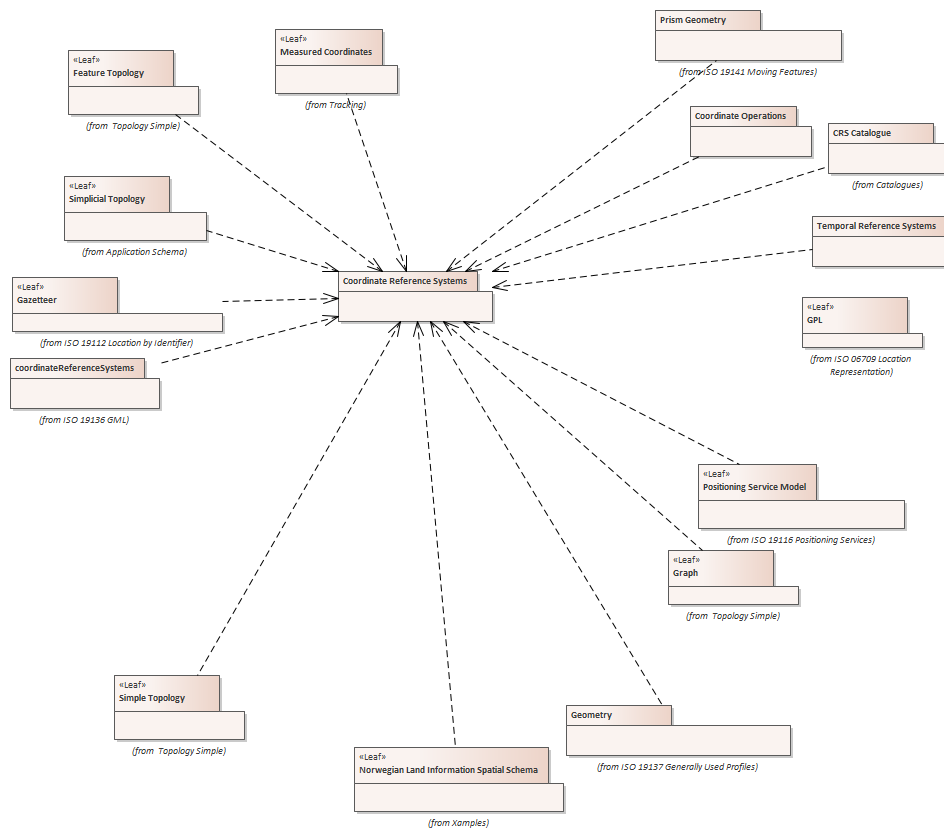 Prism Geometry
(from ISO 19141 Moving Features)
«Leaf»
Measured Coordinates
(from Tracking)
«Leaf»
Feature Topology
(from  Topology Simple)
Coordinate Operations
CRS Catalogue
(from Catalogues)
«Leaf»
Simplicial Topology
(from Application Schema)
Temporal Reference Systems
Coordinate Reference Systems
«Leaf»
Gazetteer
(from ISO 19112 Location by Identifier)
«Leaf»
GPL
(from ISO 06709 Location
Representation)
coordinateReferenceSystems
(from ISO 19136 GML)
«Leaf»
Positioning Service Model
(from ISO 19116 Positioning Services)
«Leaf»
Graph
(from  Topology Simple)
«Leaf»
Simple Topology
(from  Topology Simple)
Geometry
(from ISO 19137 Generally Used Profiles)
«Leaf»
Norwegian Land Information Spatial Schema
(from Xamples)